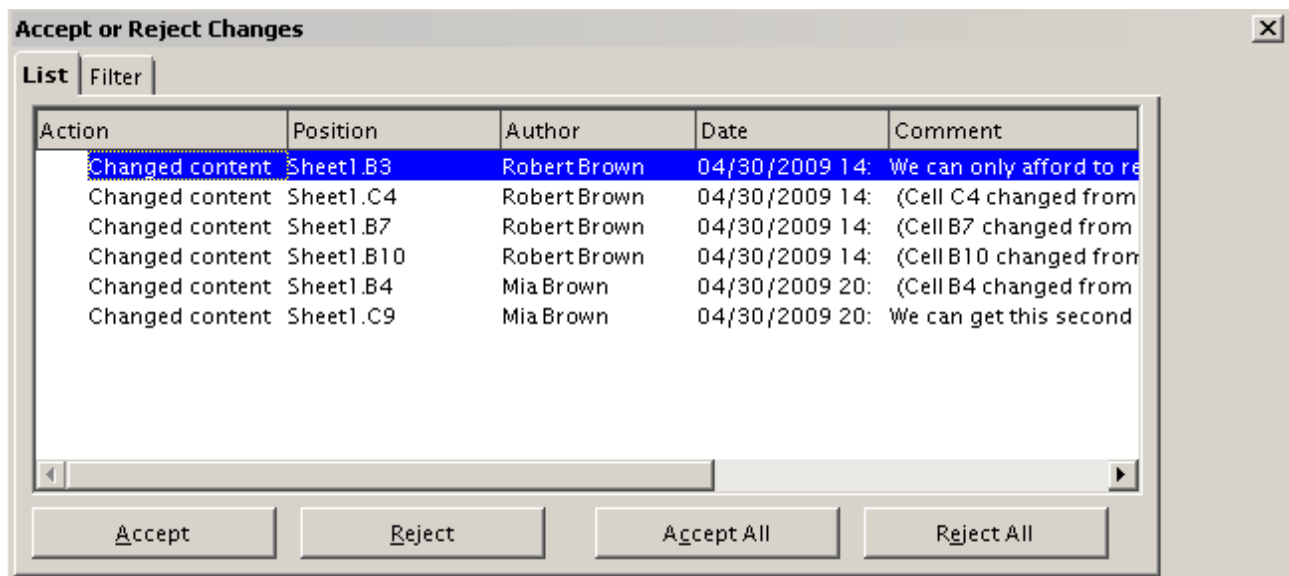 Accept or Reject Changes
List Filter
Action Position Author Date Comment
Changed content Sheet1.B3 Robert Brown 04/30/2009 14: We can only afford to re
Changed content Sheet1.C4 Robert Brown 04/30/2009 14: (Cell C4 changed from
Changed content Sheet1.B7 Robert Brown 04/30/2009 14: (Cell B7 changed from
Changed content Sheet1.B10 Robert Brown 04/30/2009 14: (Cell B10 changed from
Changed content Sheet1.B4 Mia Brown 04/30/2009 20: (Cell B4 changed from
Changed content Sheet1.C9 Mia Brown 04/30/2009 20: We can get this second
Accept Reject Accept All Reject All